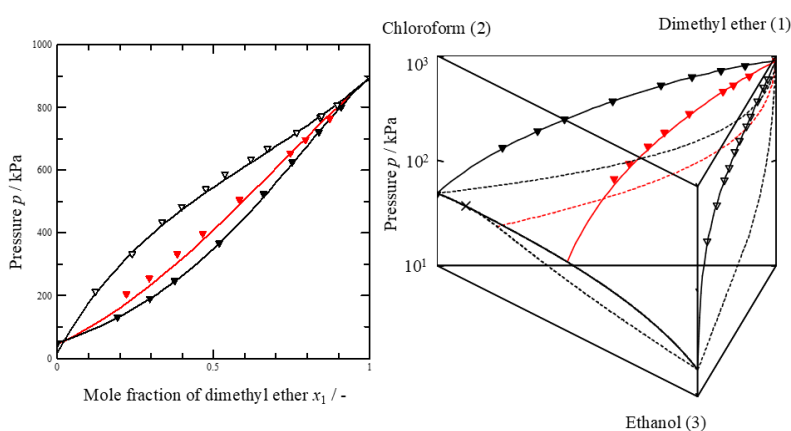 Chloroform (2)
Dimethyl ether (1)
1000
800
600
400
200
0
0
0.5
1
Pressure p / kPa
Mole fraction of dimethyl ether x1 / -
10³
10²
10¹
Pressure p / kPa
Ethanol (3)